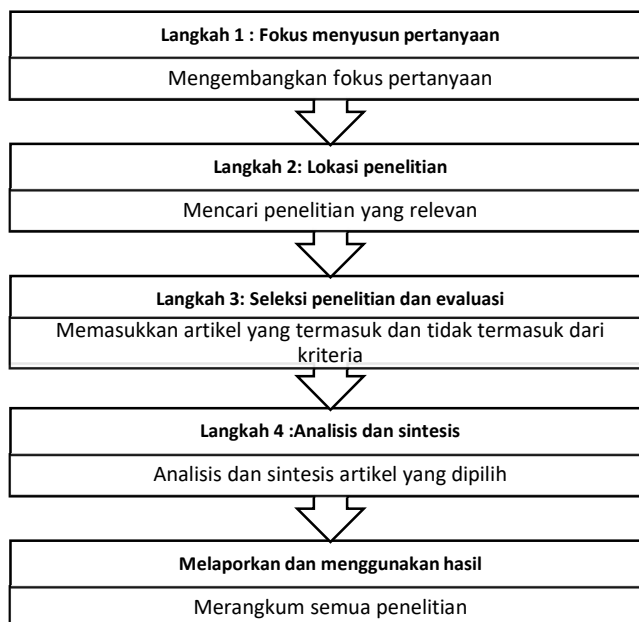 Langkah 1 : Fokus menyusun pertanyaan
Mengembangkan fokus pertanyaan
Langkah 2: Lokasi penelitian
Mencari penelitian yang relevan
Langkah 3: Seleksi penelitian dan evaluasi
Memasukkan artikel yang termasuk dan tidak termasuk dari
kriteria
Langkah 4 :Analisis dan sintesis
Analisis dan sintesis artikel yang dipilih
Melaporkan dan menggunakan hasil
Merangkum semua penelitian